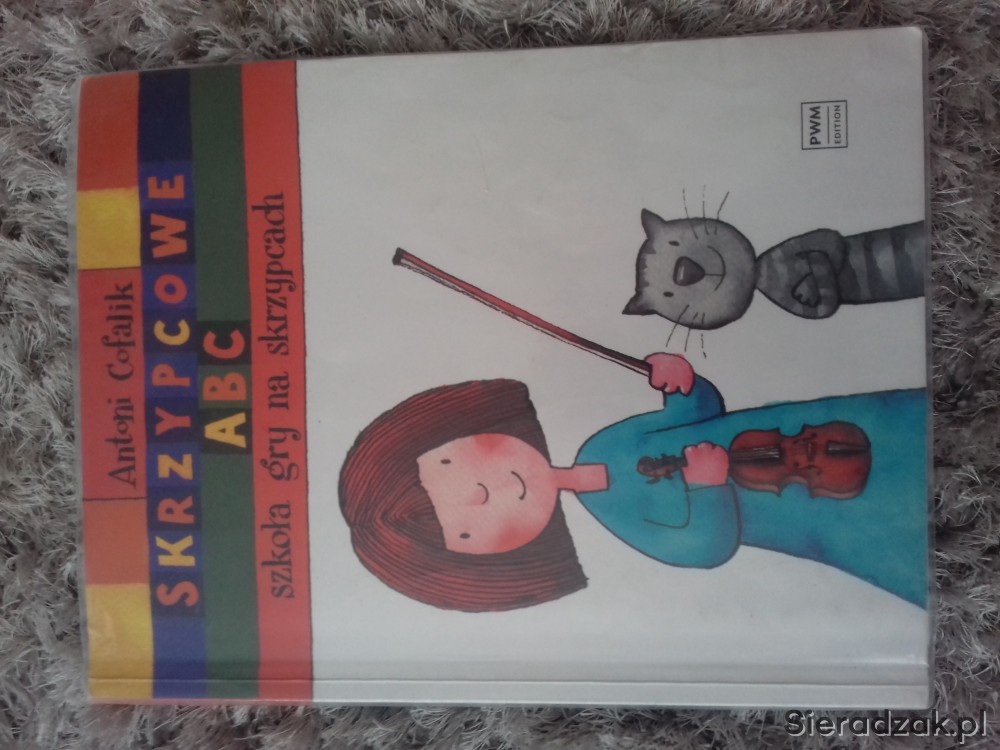 Antoni Cofalik
SKRZYPCOWE
ABC
szkoła gry na skrzypcach
PWM
EDITION
Sieradzak.pl